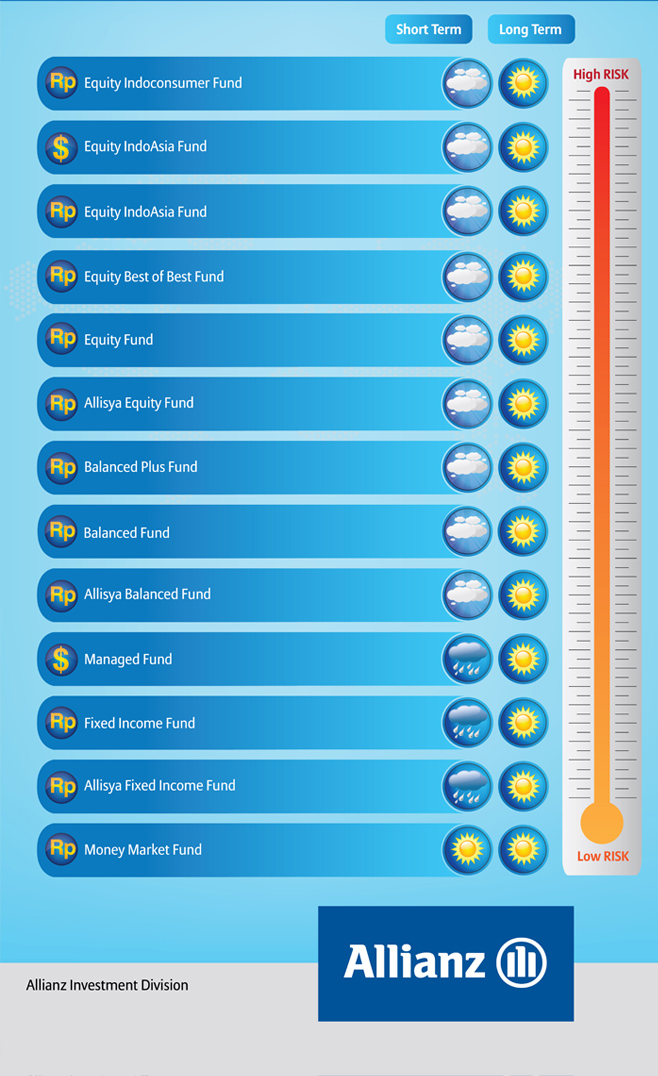 Short Term
Long Term
High RISK
Rp Equity Indoconsumer Fund
$ Equity IndoAsia Fund
Rp Equity IndoAsia Fund
Rp Equity Best of Best Fund
Rp Equity Fund
Rp Allisya Equity Fund
Rp Balanced Plus Fund
Rp Balanced Fund
Rp Allisya Balanced Fund
$ Managed Fund
Rp Fixed Income Fund
Rp Allisya Fixed Income Fund
Rp Money Market Fund
Low RISK
Allianz
Allianz Investment Division